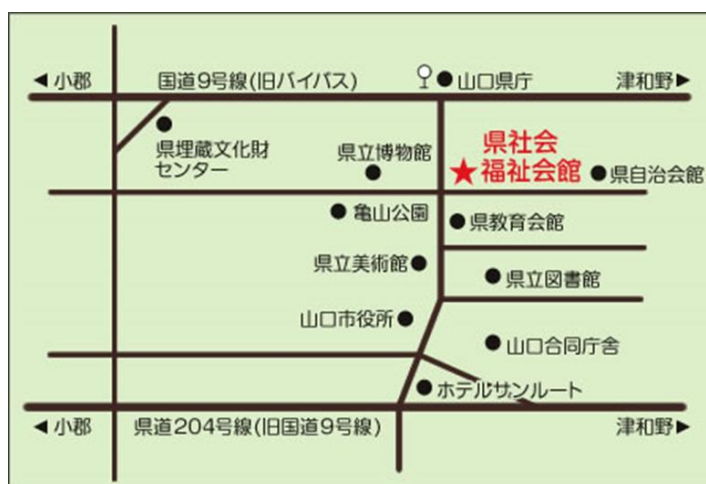 ◀小郡
国道9号線(旧バイパス)
山口県庁
津和野▶
県埋蔵文化財
センター
県立博物館
県社会
★福祉会館
県自治会館
亀山公園
県教育会館
県立美術館
県立図書館
山口市役所
山口合同庁舎
ホテルサンルート
◀小郡
県道204号線(旧国道9号線)
津和野▶